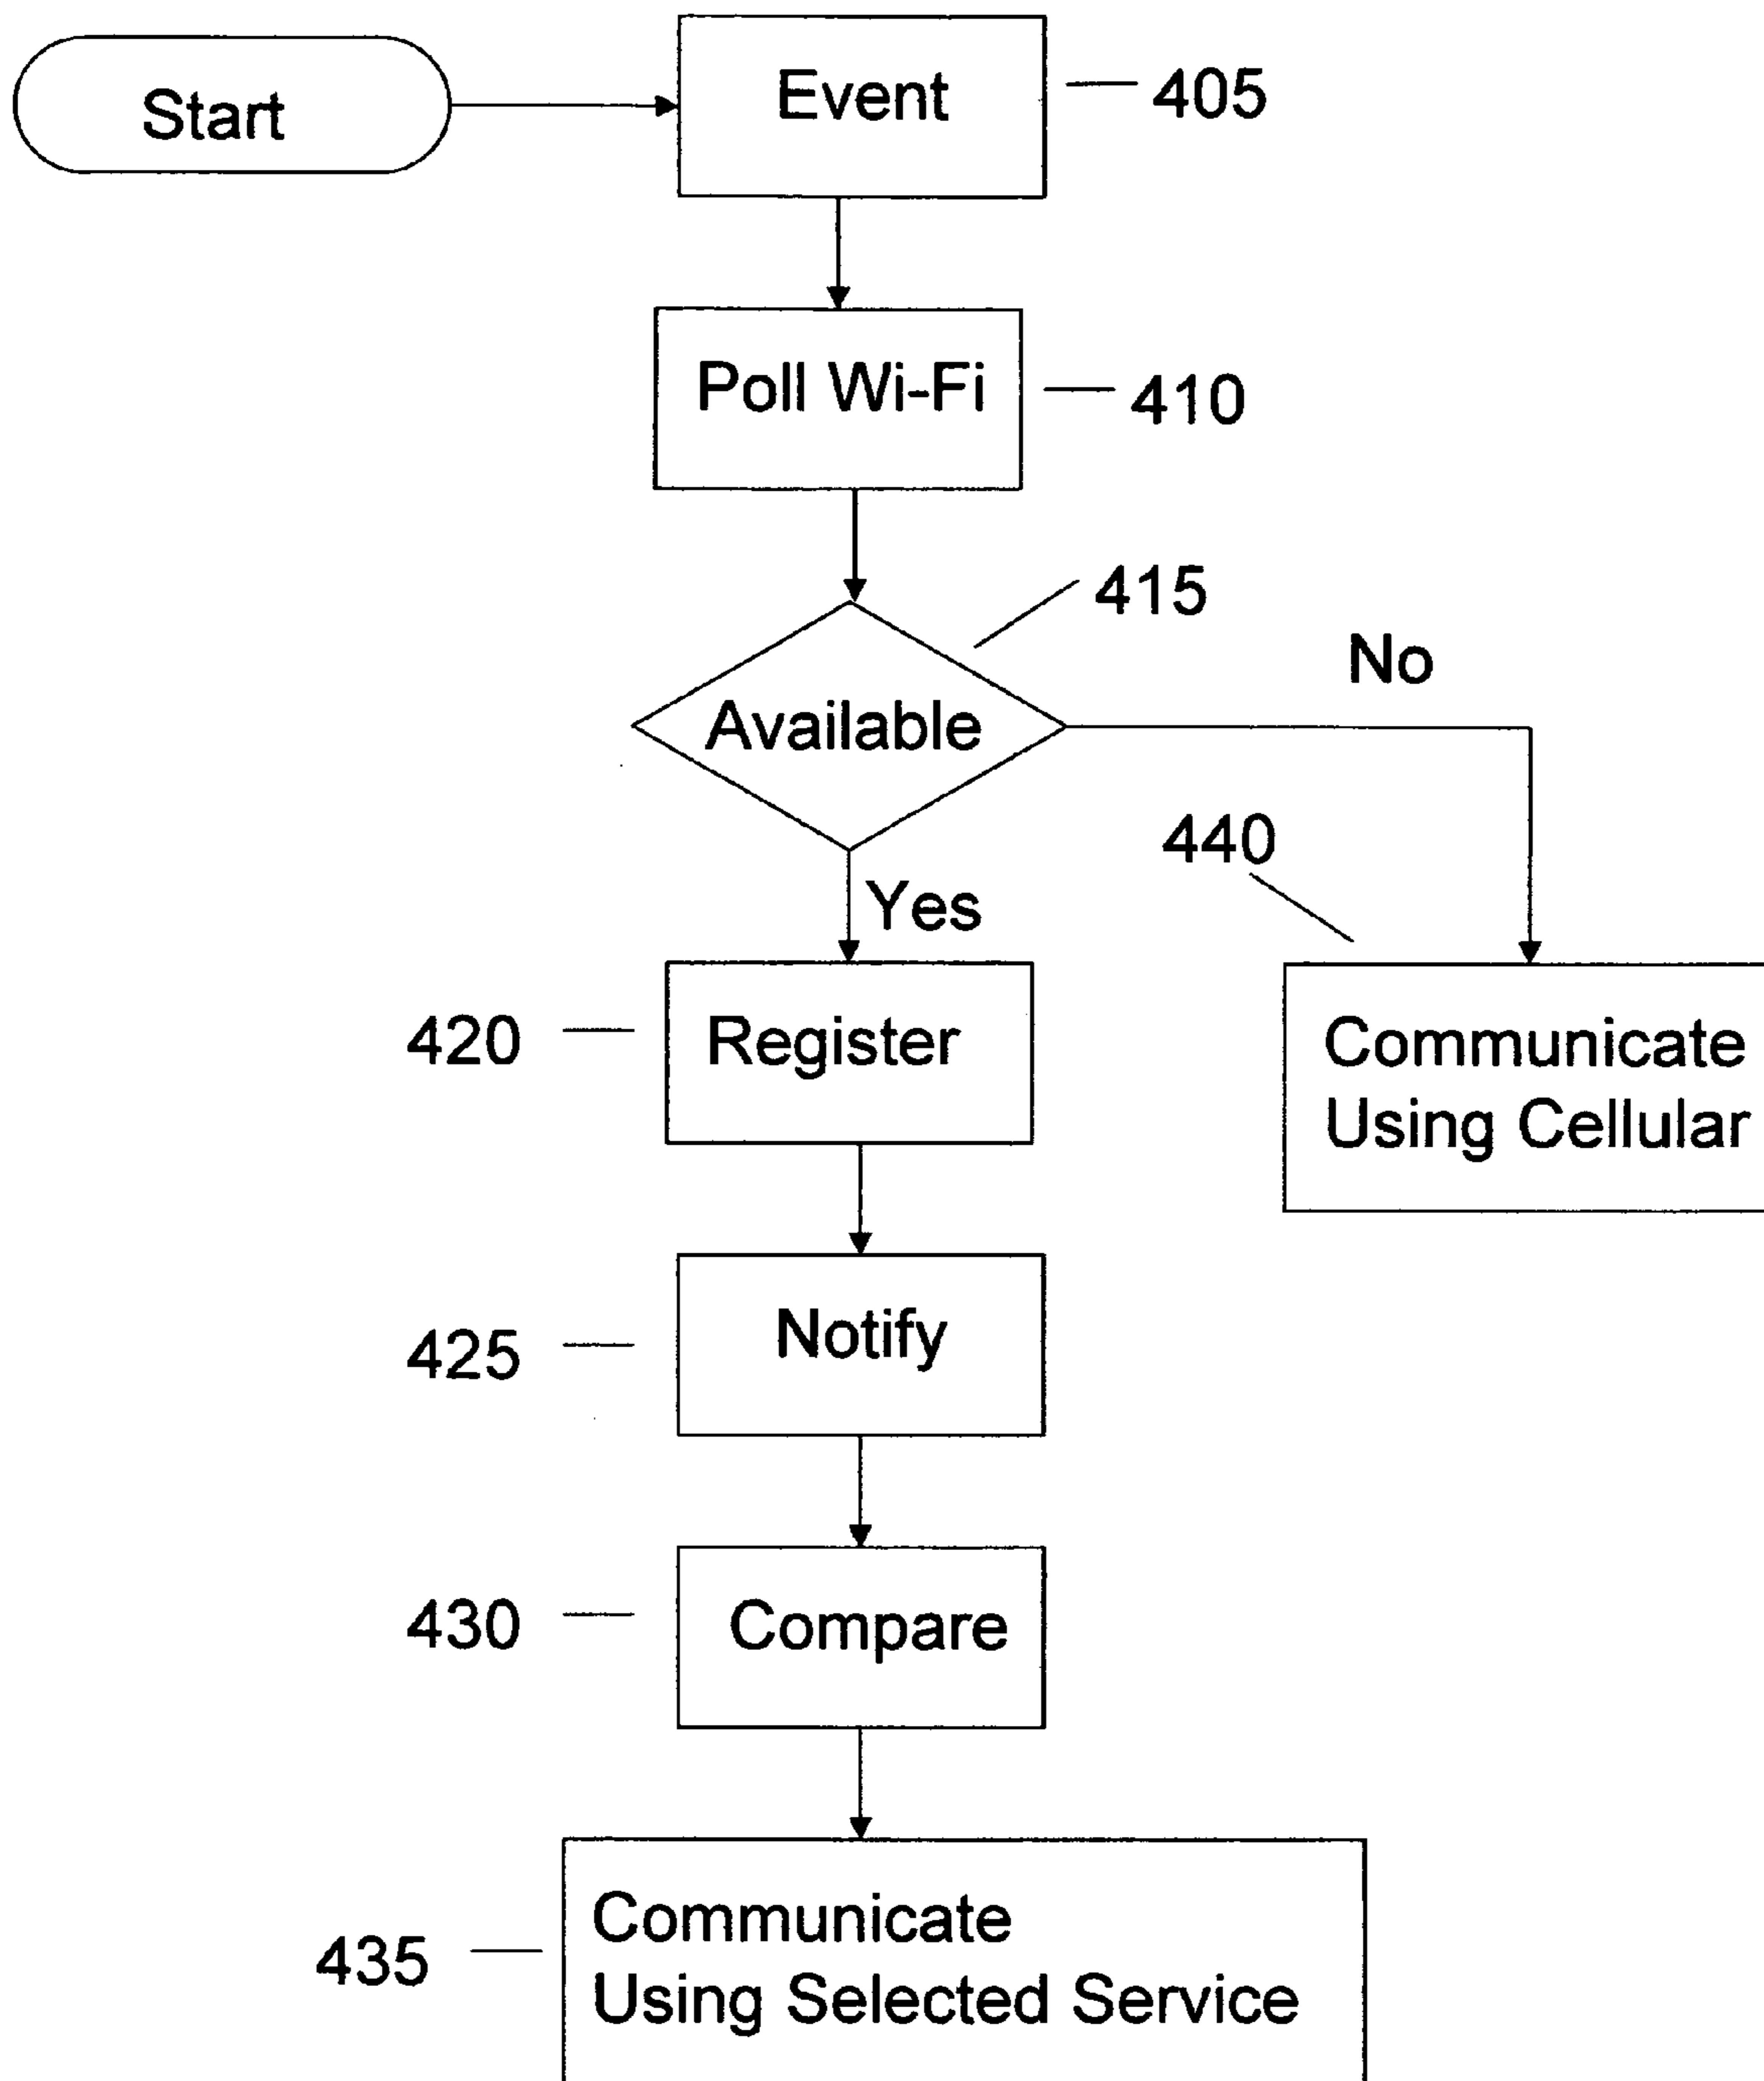 Start
Event
405
Poll Wi-Fi
410
415
Available
No
440
Yes
420
Register
Communicate
Using Cellular
425
Notify
430
Compare
435
Communicate
Using Selected Service